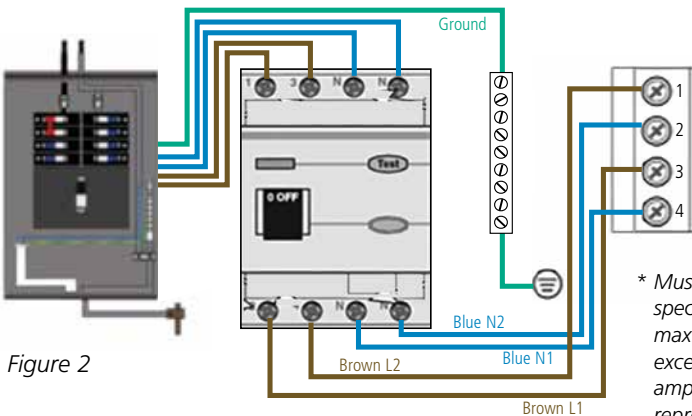 Ground
1 3 N N
1
2
3
4
Test
0 OFF
N N
* Mus
spec
max
exce
amp
repr
Blue N2
Blue N1
Brown L2
Brown L1
Figure 2